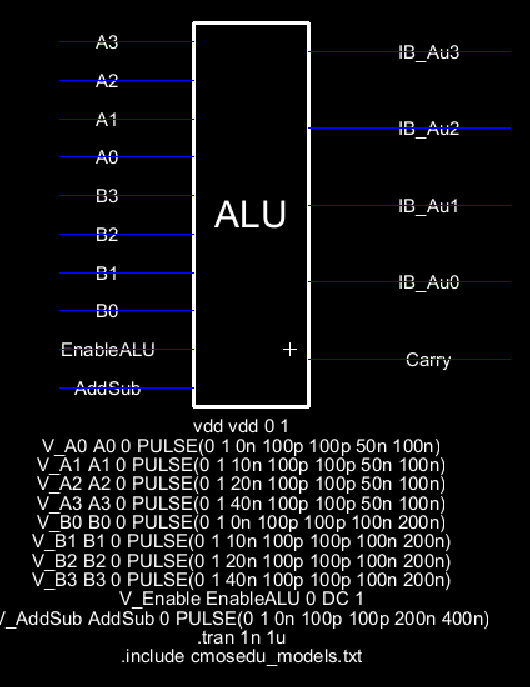 A3
A2
A1
A0
B3
B2
B1
B0
EnableALU
AddSub
ALU
+
IB_Au3
IB_Au2
IB_Au1
IB_Au0
Carry
vdd vdd 0 1
V_A0 A0 0 PULSE(0 1 0n 100p 100p 50n 100n)
V_A1 A1 0 PULSE(0 1 10n 100p 100p 50n 100n)
V_A2 A2 0 PULSE(0 1 20n 100p 100p 50n 100n)
V_A3 A3 0 PULSE(0 1 40n 100p 100p 50n 100n)
V_B0 B0 0 PULSE(0 1 0n 100p 100p 100n 200n)
V_B1 B1 0 PULSE(0 1 10n 100p 100p 100n 200n)
V_B2 B2 0 PULSE(0 1 20n 100p 100p 100n 200n)
V_B3 B3 0 PULSE(0 1 40n 100p 100p 100n 200n)
V_Enable EnableALU 0 DC 1
V_AddSub AddSub 0 PULSE(0 1 0n 100p 100p 200n 400n)
.tran 1n 1u
.include cmosedu_models.txt